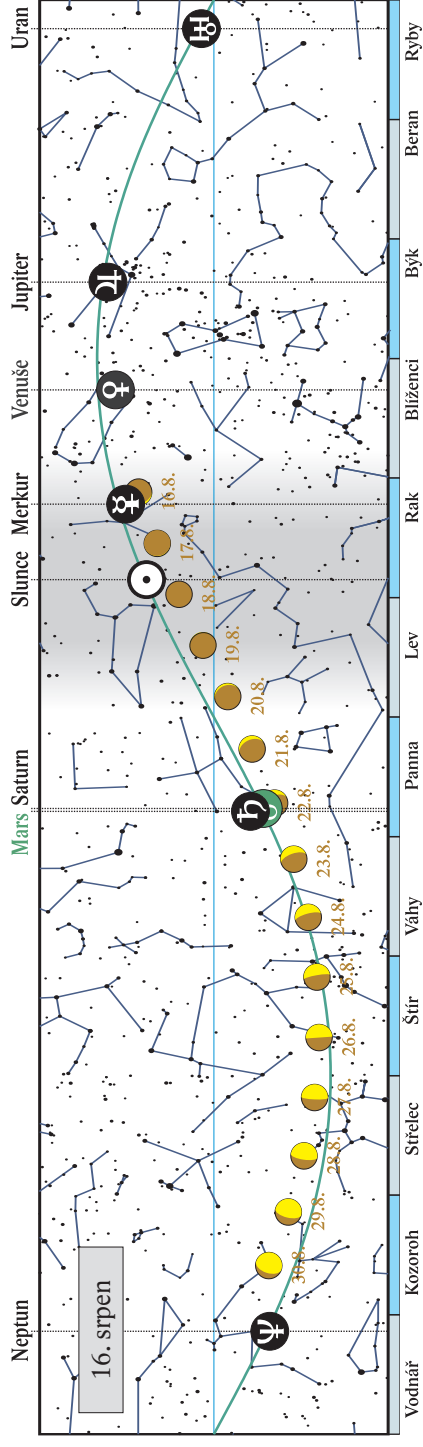 Neptun Mars Saturn Slunce Merkur Venuše Jupiter Uran
16. srpen
30.8. 29.8. 28.8. 27.8. 26.8. 25.8. 24.8. 23.8. 22.8. 21.8. 20.8. 19.8. 18.8. 17.8. 16.8.
Vodnář Kozoroh Střelec Štír Váhy Panna Lev Rak Blíženci Býk Beran Ryby